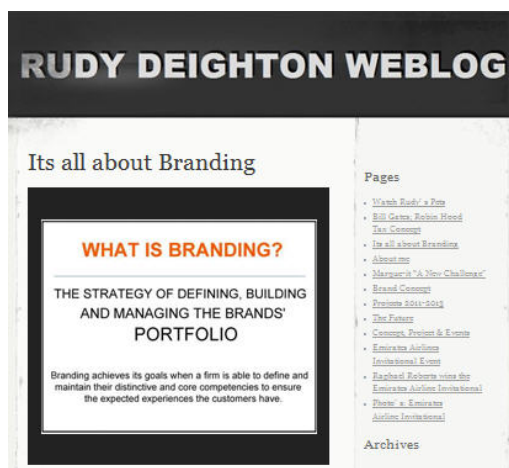 RUDY DEIGHTON WEBLOG
Its all about Branding
WHAT IS BRANDING?
THE STRATEGY OF DEFINING, BUILDING
AND MANAGING THE BRANDS'
PORTFOLIO
Branding achieves its goals when a firm is able to define and
maintain their distinctive and core competencies to ensure
the expected experiences the customers have.
Pages
Watch Rudy' s Pots
Bill Gates, Robin Hood
Tax Concept
Its all about Branding
About me
Marque-it "A New Challenge"
Brand Concept
Projects 2011-2013
The Future
Concept, Project & Events
Emirates Airlines
Invitational Event
Raphael Roberts wins the
Emirates Airline Invitational
Photo' s Emirates
Airline Invitational
Archives